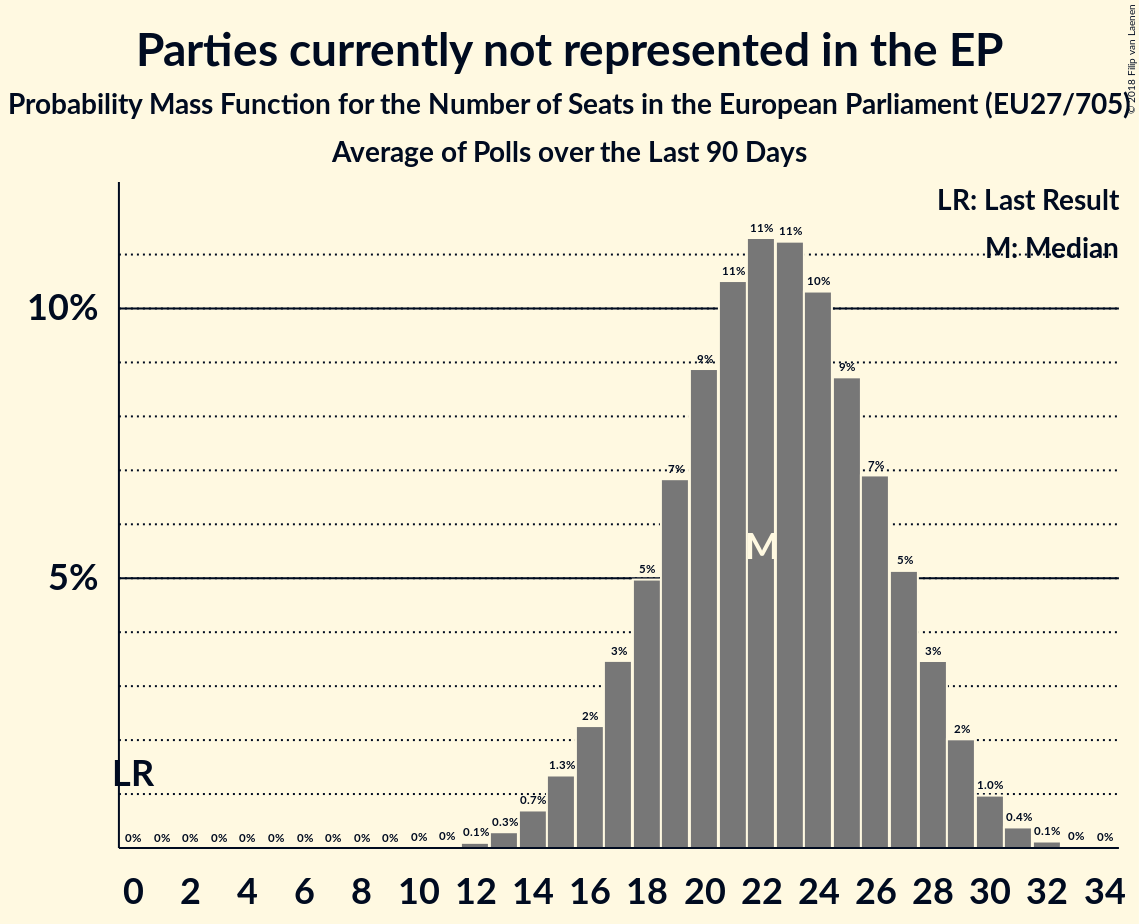 Parties currently not represented in the EP
Probability Mass Function for the Number of Seats in the European Parliament (EU27/705)
Average of Polls over the Last 90 Days
© 2018 Filip van Laenen
LR: Last Result
M: Median
10%
5%
LR
M
0% 0% 0% 0% 0% 0% 0% 0% 0% 0% 0% 0% 0.1% 0.3% 0.7% 1.3% 2% 3% 5% 7% 9% 11% 11% 11% 10% 9% 7% 5% 3% 2% 1.0% 0.4% 0.1% 0% 0%
0 2 4 6 8 10 12 14 16 18 20 22 24 26 28 30 32 34